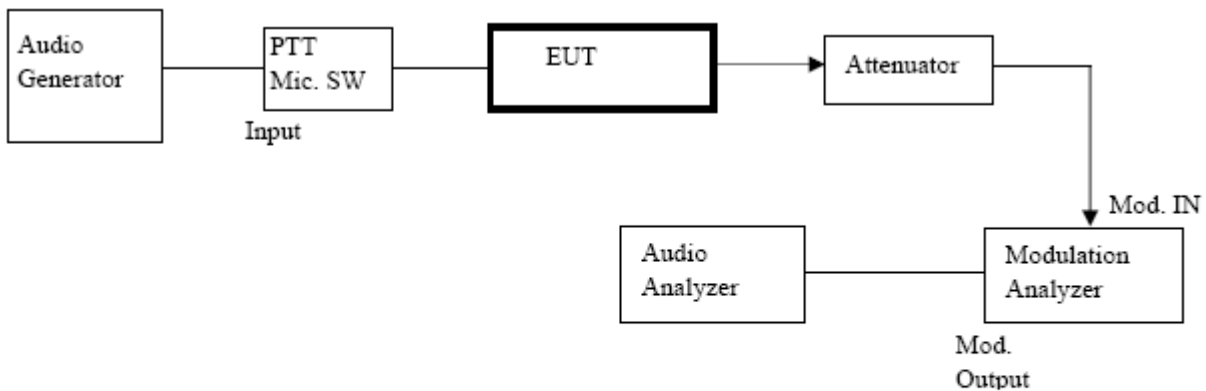 Audio
Generator
PTT
Mic. SW
Input
EUT
Attenuator
Mod. IN
Audio
Analyzer
Modulation
Analyzer
Mod.
Output